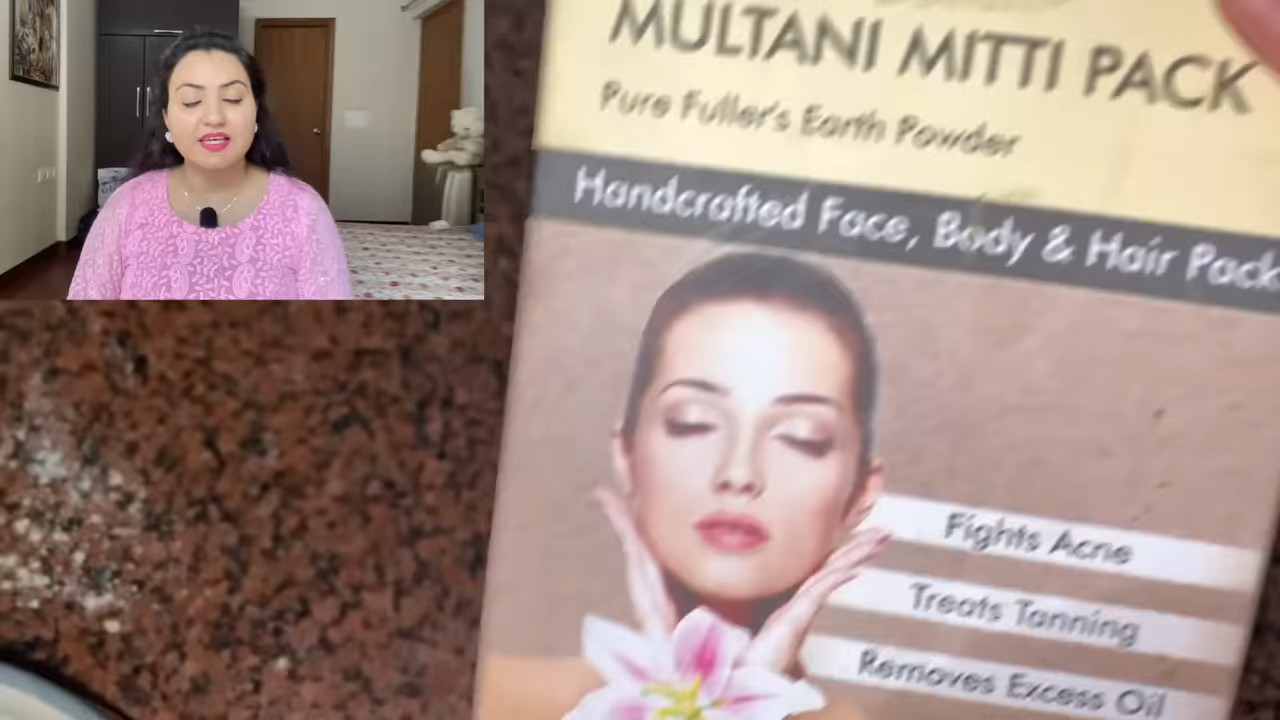 MULTANI MITTI PACK
Pure Fuller's Earth Powder
Handcrafted Face, Body & Hair Pack
Fights Acne
Treats Tanning
Removes Excess Oil